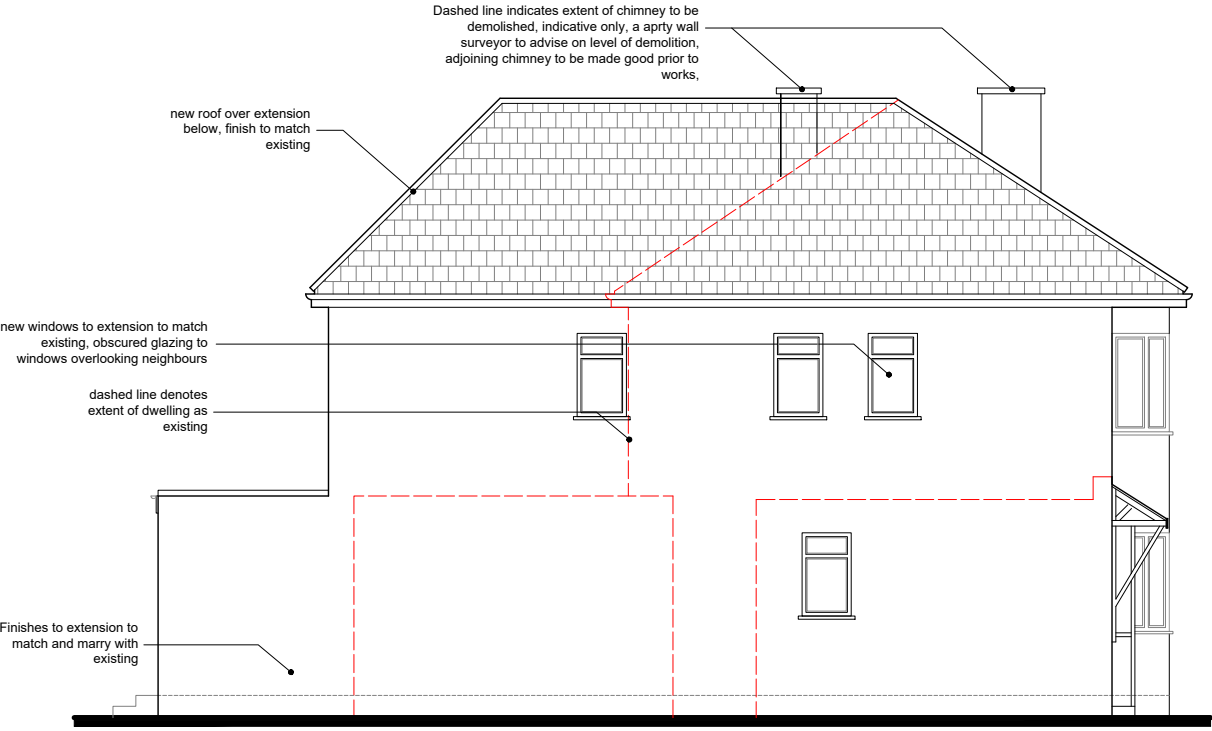 Dashed line indicates extent of chimney to be
demolished, indicative only, a aprty wall
surveyor to advise on level of demolition,
adjoining chimney to be made good prior to
works,
new roof over extension
below, finish to match
existing
new windows to extension to match
existing, obscured glazing to
windows overlooking neighbours
dashed line denotes
extent of dwelling as
existing
Finishes to extension to
match and marry with
existing